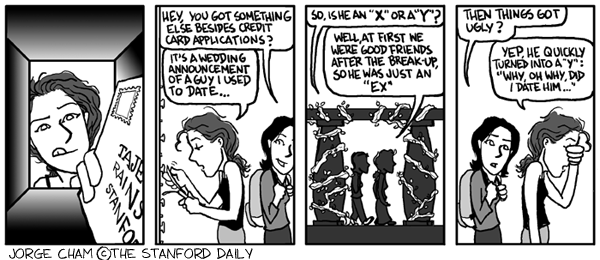 TAJE
RAINS
STANFO
HEY, YOU GOT SOMETHING
ELSE BESIDES CREDIT
CARD APPLICATIONS?
IT'S A WEDDING
ANNOUNCEMENT
OF A GUY I USED
TO DATE...
SO, IS HE AN "X" OR A "Y"?
WELL, AT FIRST WE
WERE GOOD FRIENDS
AFTER THE BREAK-UP,
SO HE WAS JUST AN
"EX"
THEN THINGS GOT
UGLY?
YEP, HE QUICKLY
TURNED INTO A "Y":
"WHY, OH WHY, DID
I DATE HIM..."
JORGE CHAM ©THE STANFORD DAILY